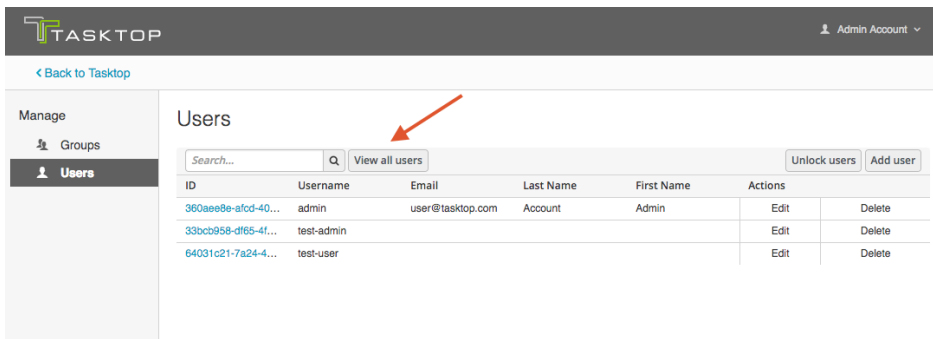 TASKTOP
Admin Account
Back to Tasktop
Manage
Groups
Users
Users
Search...
View all users
Unlock users
Add user
ID Username Email Last Name First Name Actions
360aee8e-afcd-40... admin user@tasktop.com Account Admin Edit Delete
33bcb958-df65-4f... test-admin Edit Delete
64031c21-7a24-4... test-user Edit Delete